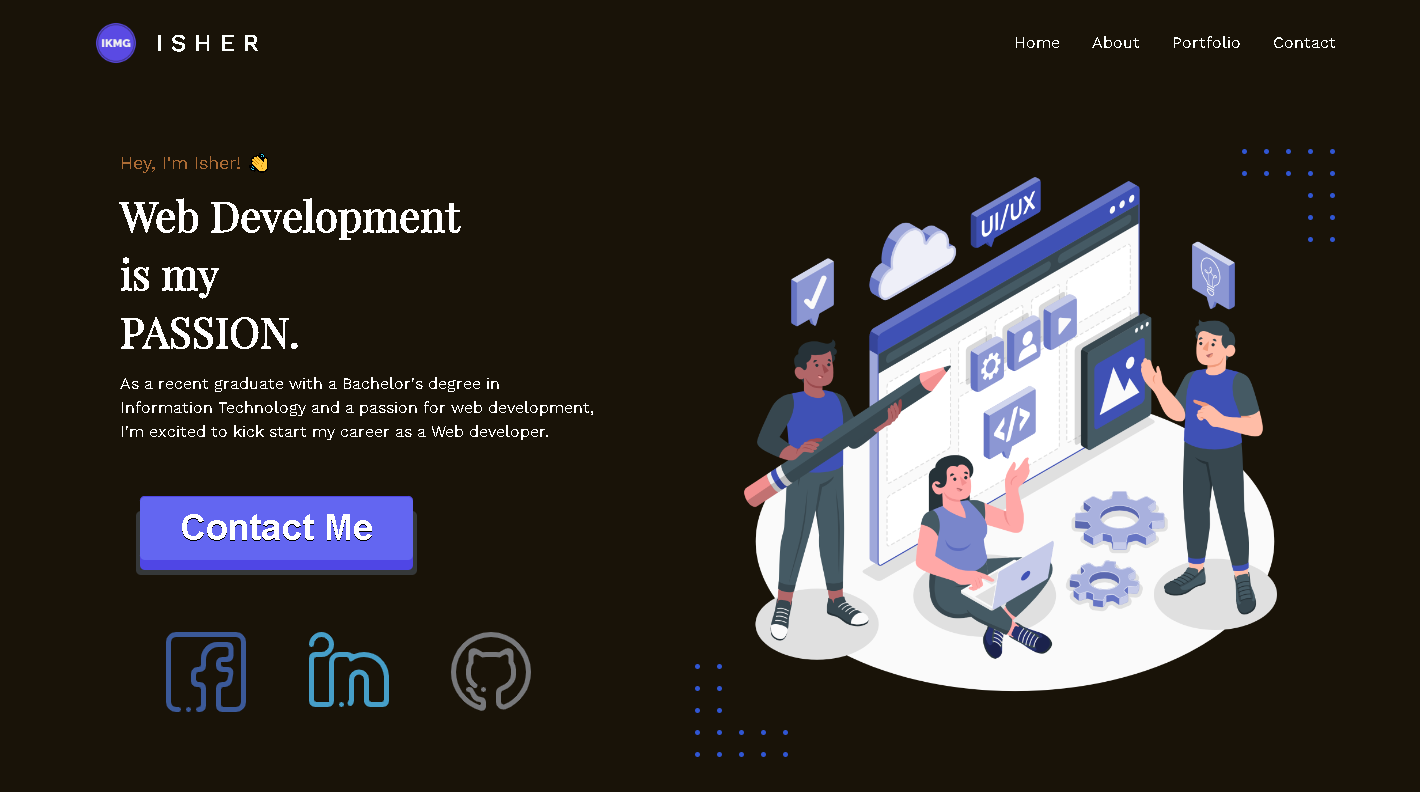 IKMG
ISHER
Home About Portfolio Contact
Hey, I'm Isher! 👋
Web Development
is my
PASSION.
As a recent graduate with a Bachelor's degree in
Information Technology and a passion for web development,
I'm excited to kick start my career as a Web developer.
Contact Me
in
UI/UX
</>